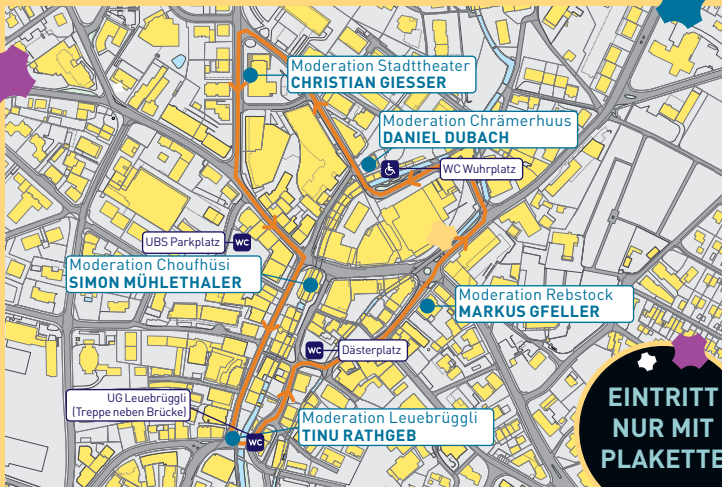 Moderation Stadttheater
CHRISTIAN GIESSER
Moderation Chrämerhuus
DANIEL DUBACH
WC Wuhrplatz
UBS Parkplatz
WC
Moderation Choufhüsi
SIMON MÜHLETHALER
Moderation Rebstock
MARKUS GFELLER
WC
Dästerplatz
UG Leuebrüggli
(Treppe neben Brücke)
WC
Moderation Leuebrüggli
TINU RATHGEB
EINTRITT
NUR MIT
PLAKETTE